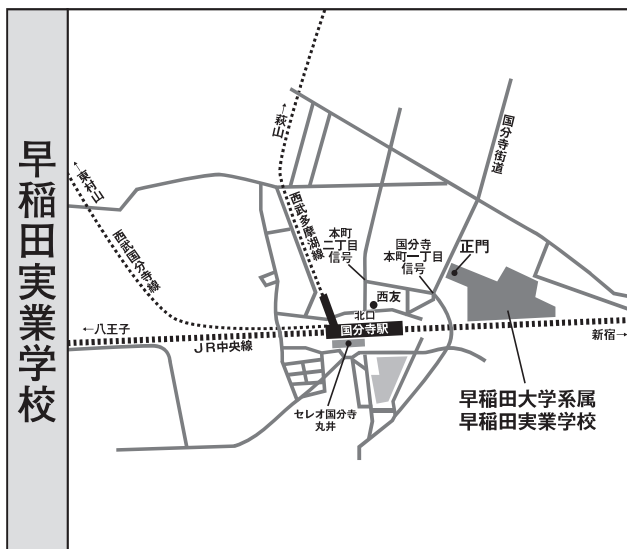 早稲田実業学校
←萩山
国分寺街道
←東村山
西武国分寺線
西武多摩湖線
本町
二丁目
信号
国分寺
本町一丁目
信号
正門
西友
北口
国分寺駅
←八王子
JR中央線
新宿→
セレオ国分寺
丸井
早稲田大学系属
早稲田実業学校